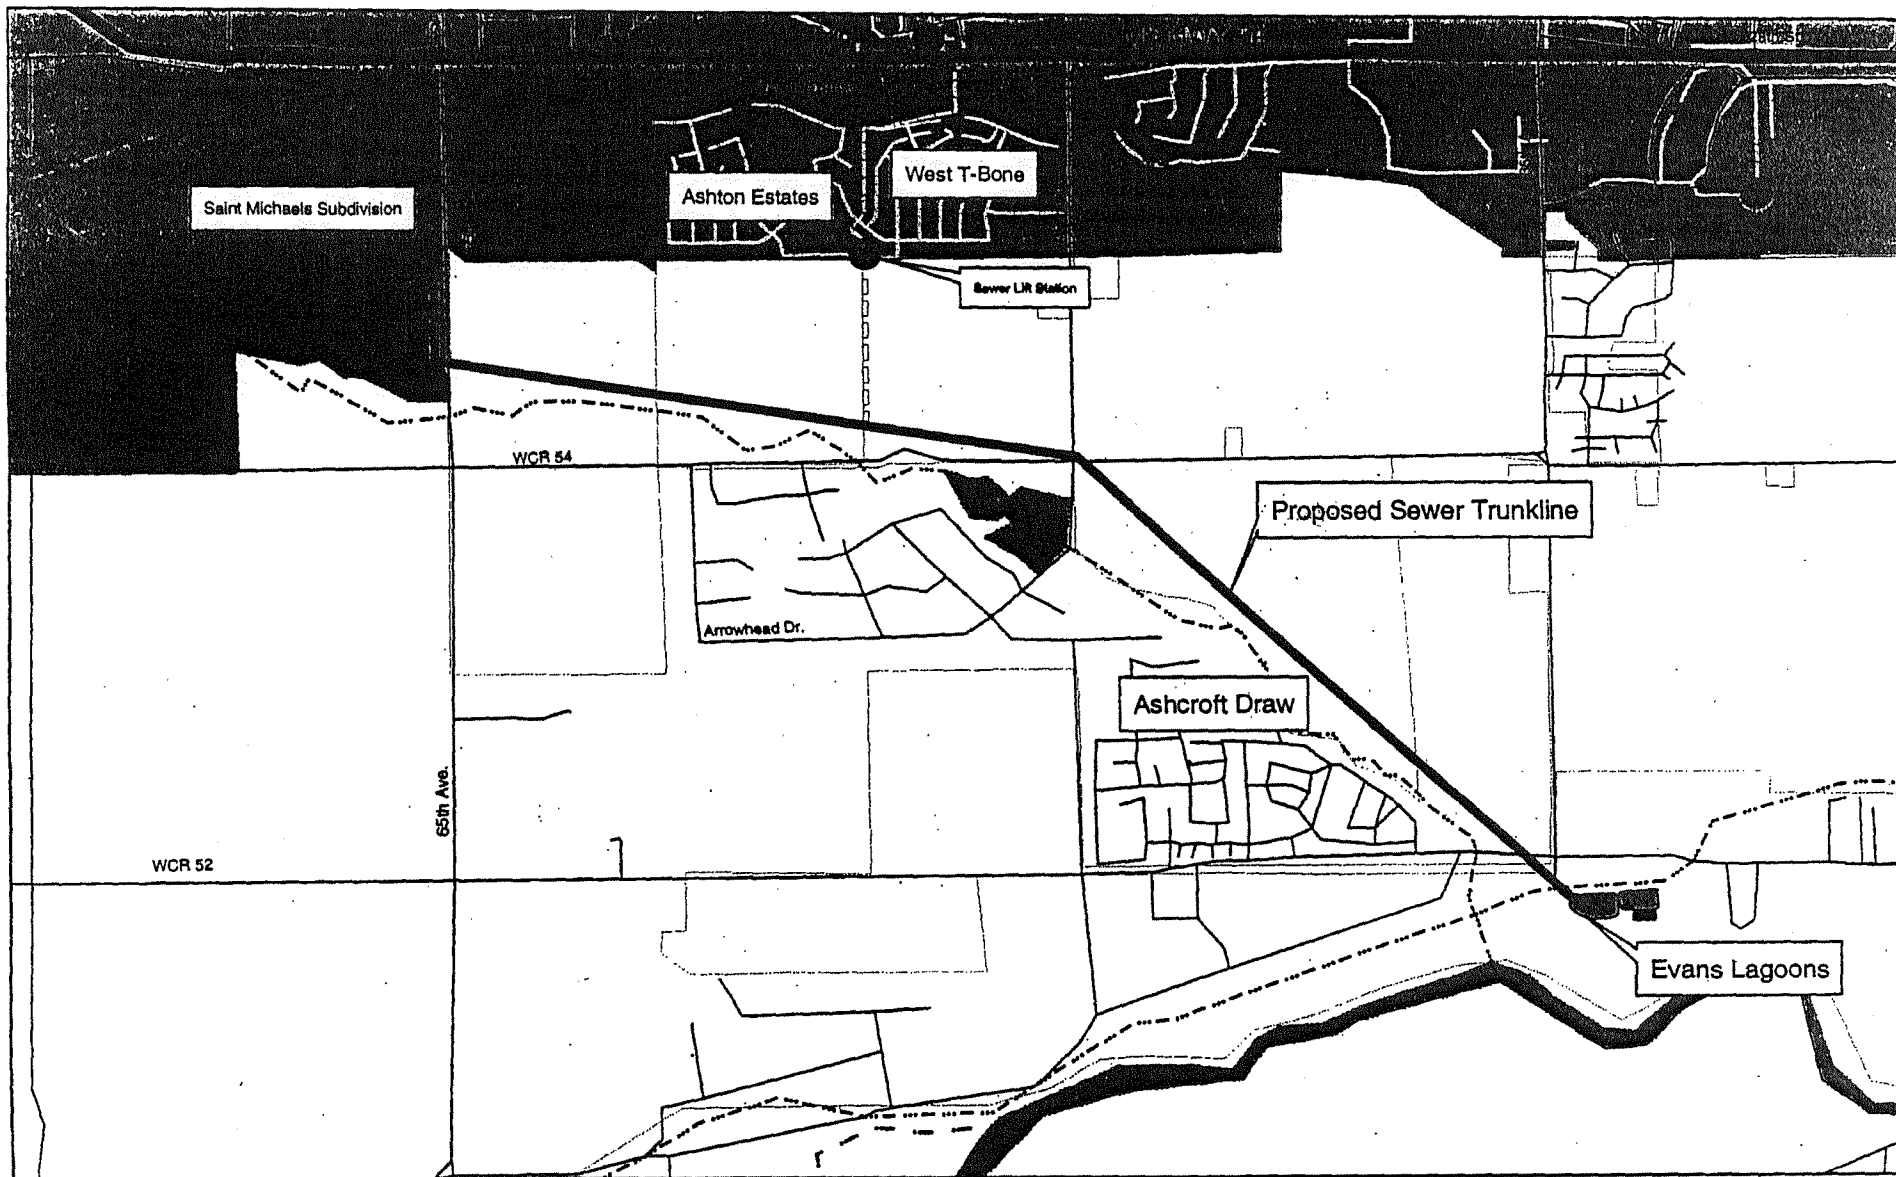 West T-Bone
Ashton Estates
Saint Michaels Subdivision
Sewer Lift Station
WCR 54
Proposed Sewer Trunkline
Arrowhead Dr.
Ashcroft Draw
65th Ave.
WCR 52
Evans Lagoons